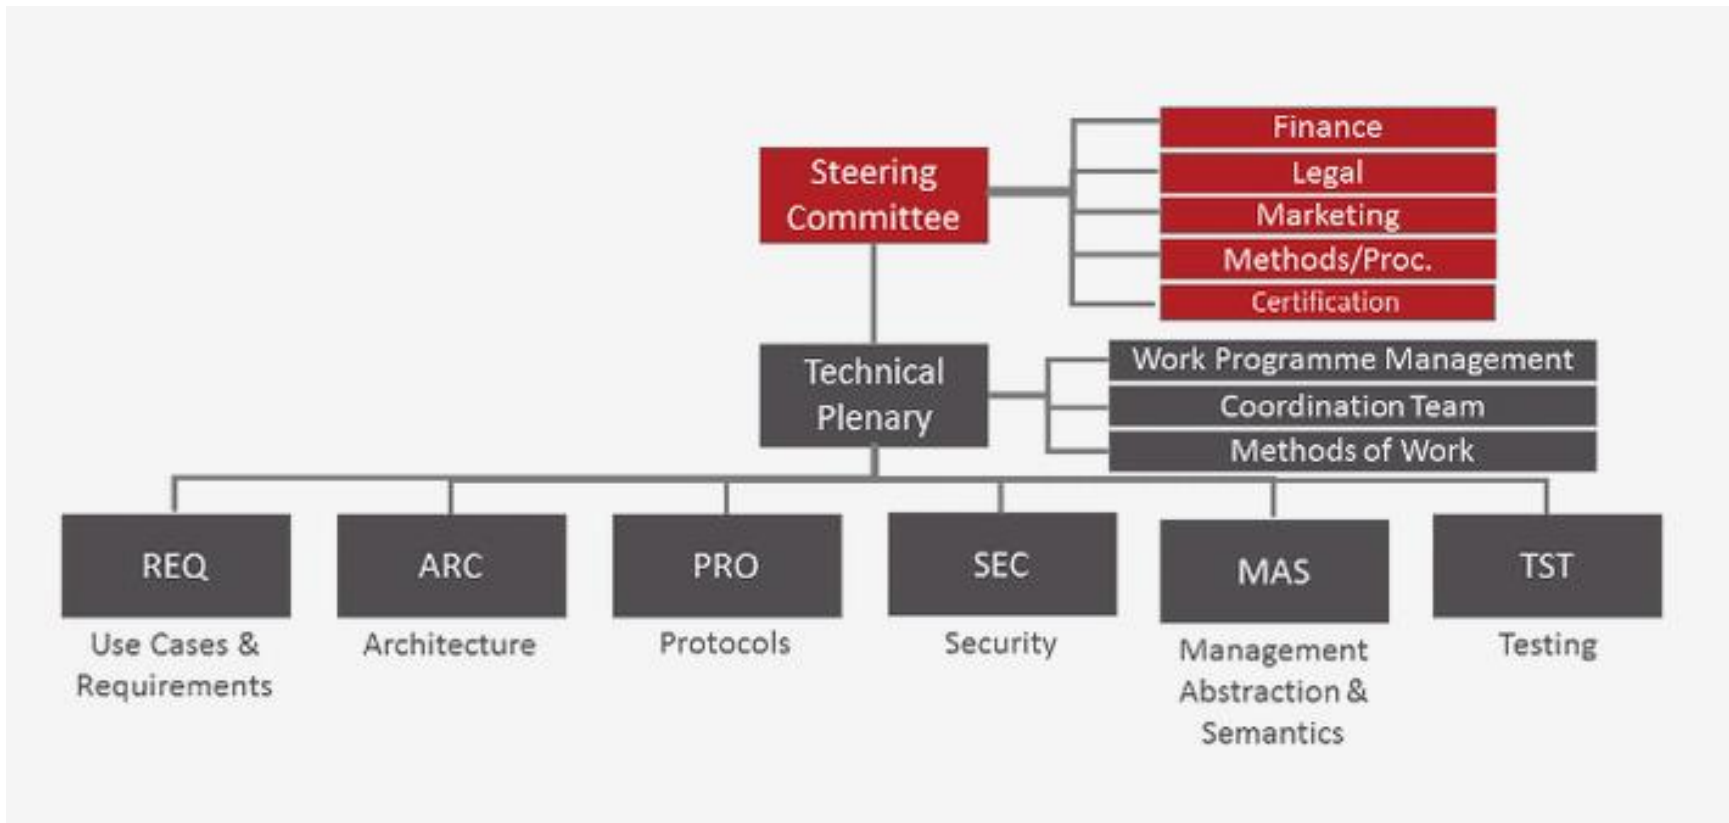 Steering
Committee
Finance
Legal
Marketing
Methods/Proc.
Certification
Technical
Plenary
Work Programme Management
Coordination Team
Methods of Work
REQ
Use Cases &
Requirements
ARC
Architecture
PRO
Protocols
SEC
Security
MAS
Management
Abstraction &
Semantics
TST
Testing